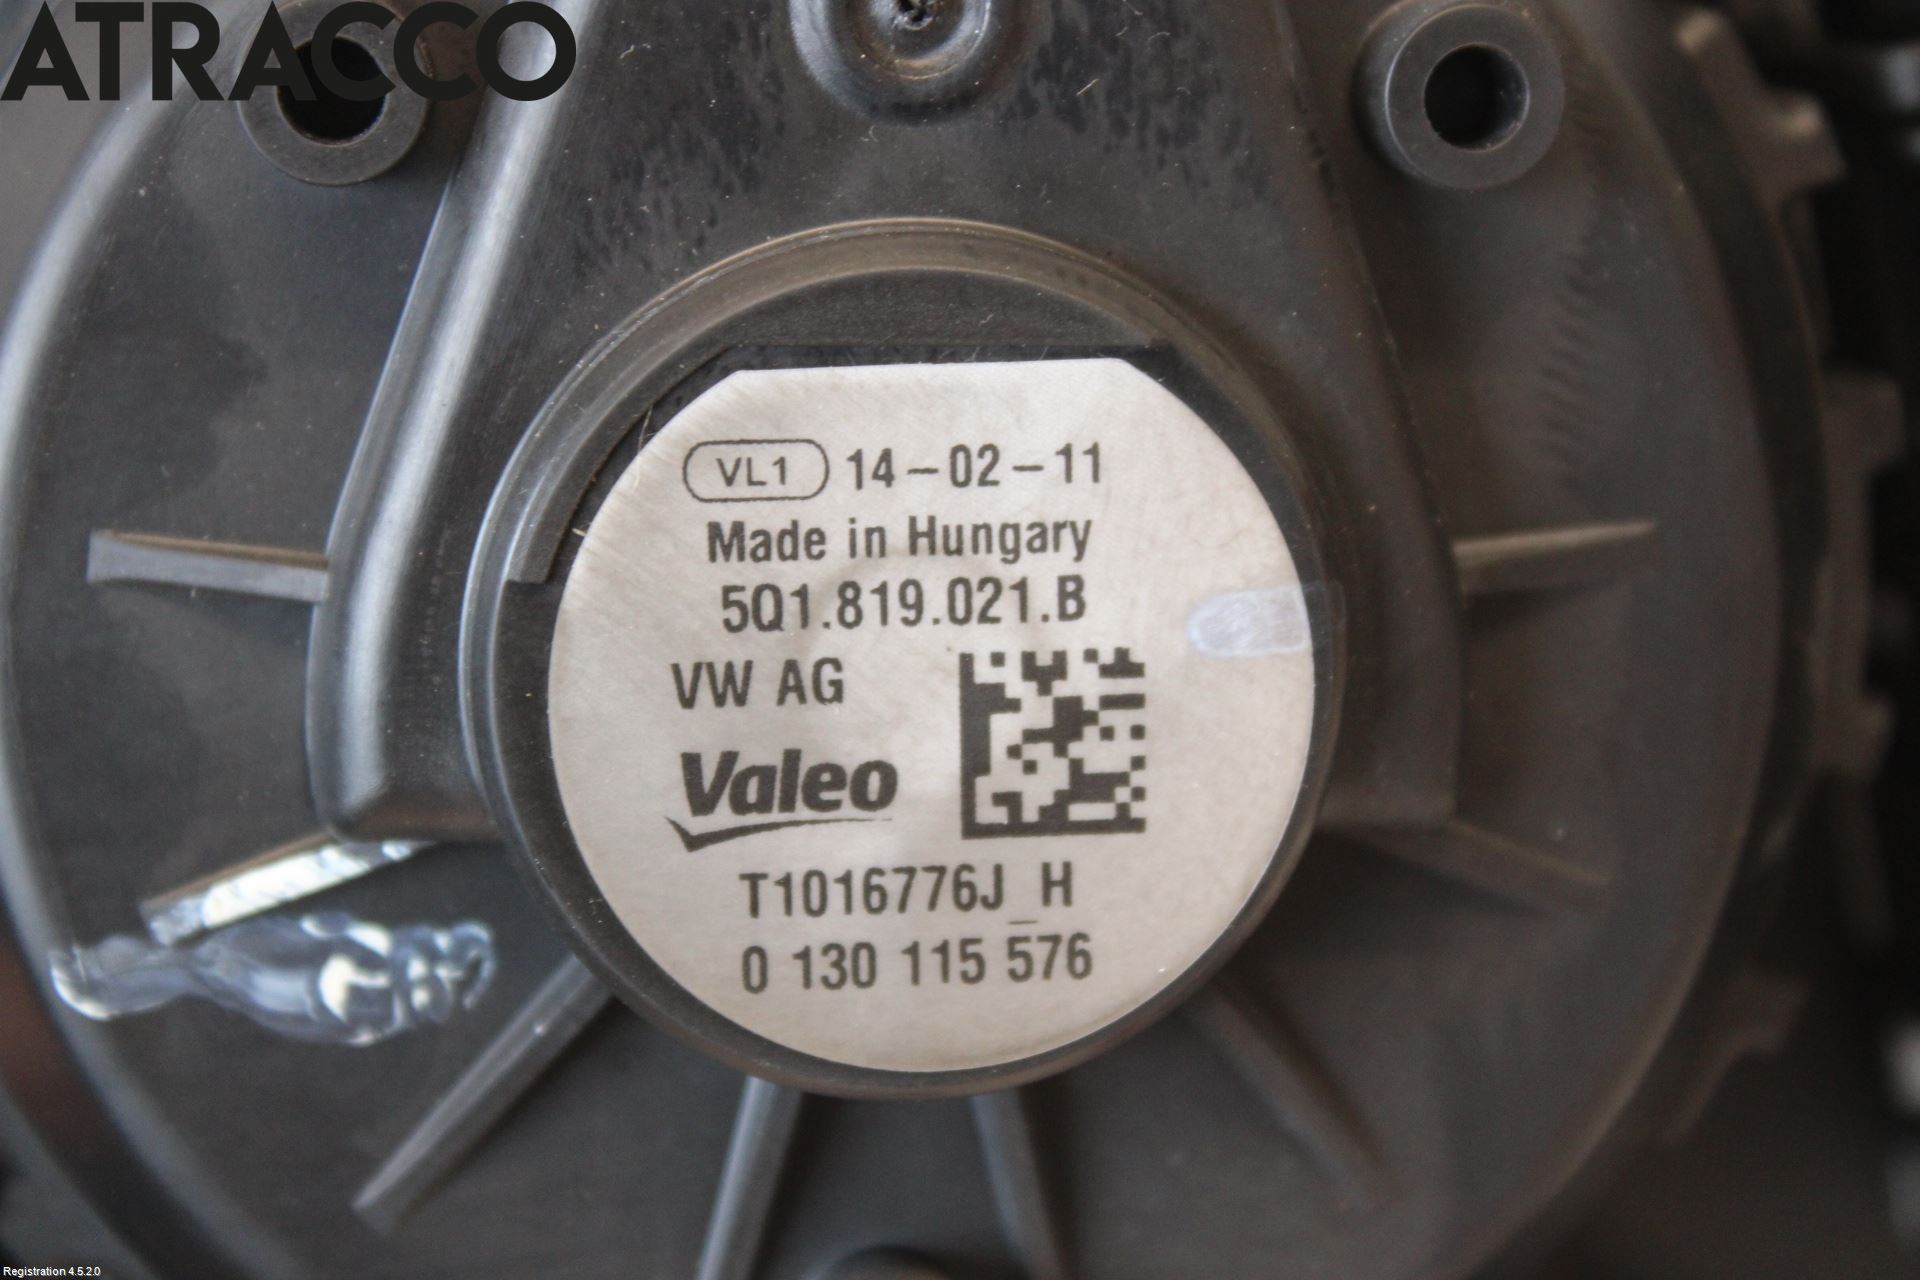 ATRACCO
VL1 14-02-11
Made in Hungary
5Q1.819.021.B
VW AG
Valeo
T1016776J_H
0 130 115 576
Registration 4.5.2.0